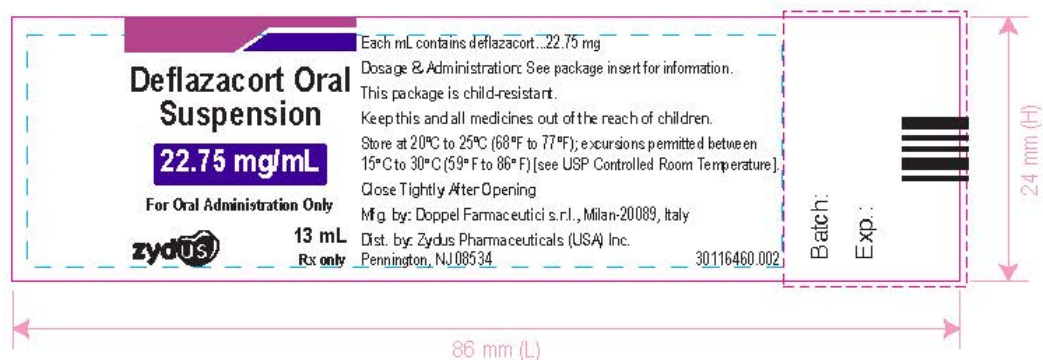 Deflazacort Oral
Suspension
22.75 mg/mL
For Oral Administration Only
zydus
13 mL
Rx only
Each mL contains deflazacort...22.75 mg
Dosage & Administration: See package insert for information.
This package is child-resistant.
Keep this and all medicines out of the reach of children.
Store at 20°C to 25°C (68°F to 77°F); excursions permitted between
15°C to 30°C (59°F to 86°F) [see USP Controlled Room Temperature].
Close Tightly After Opening
Mfg. by: Doppel Farmaceutici s.r.l., Milan-20089, Italy
Dist. by: Zydus Pharmaceuticals (USA) Inc.
Pennington, NJ 08534
30116460.002
Batch:
Exp.:
24 mm (H)
86 mm (L)